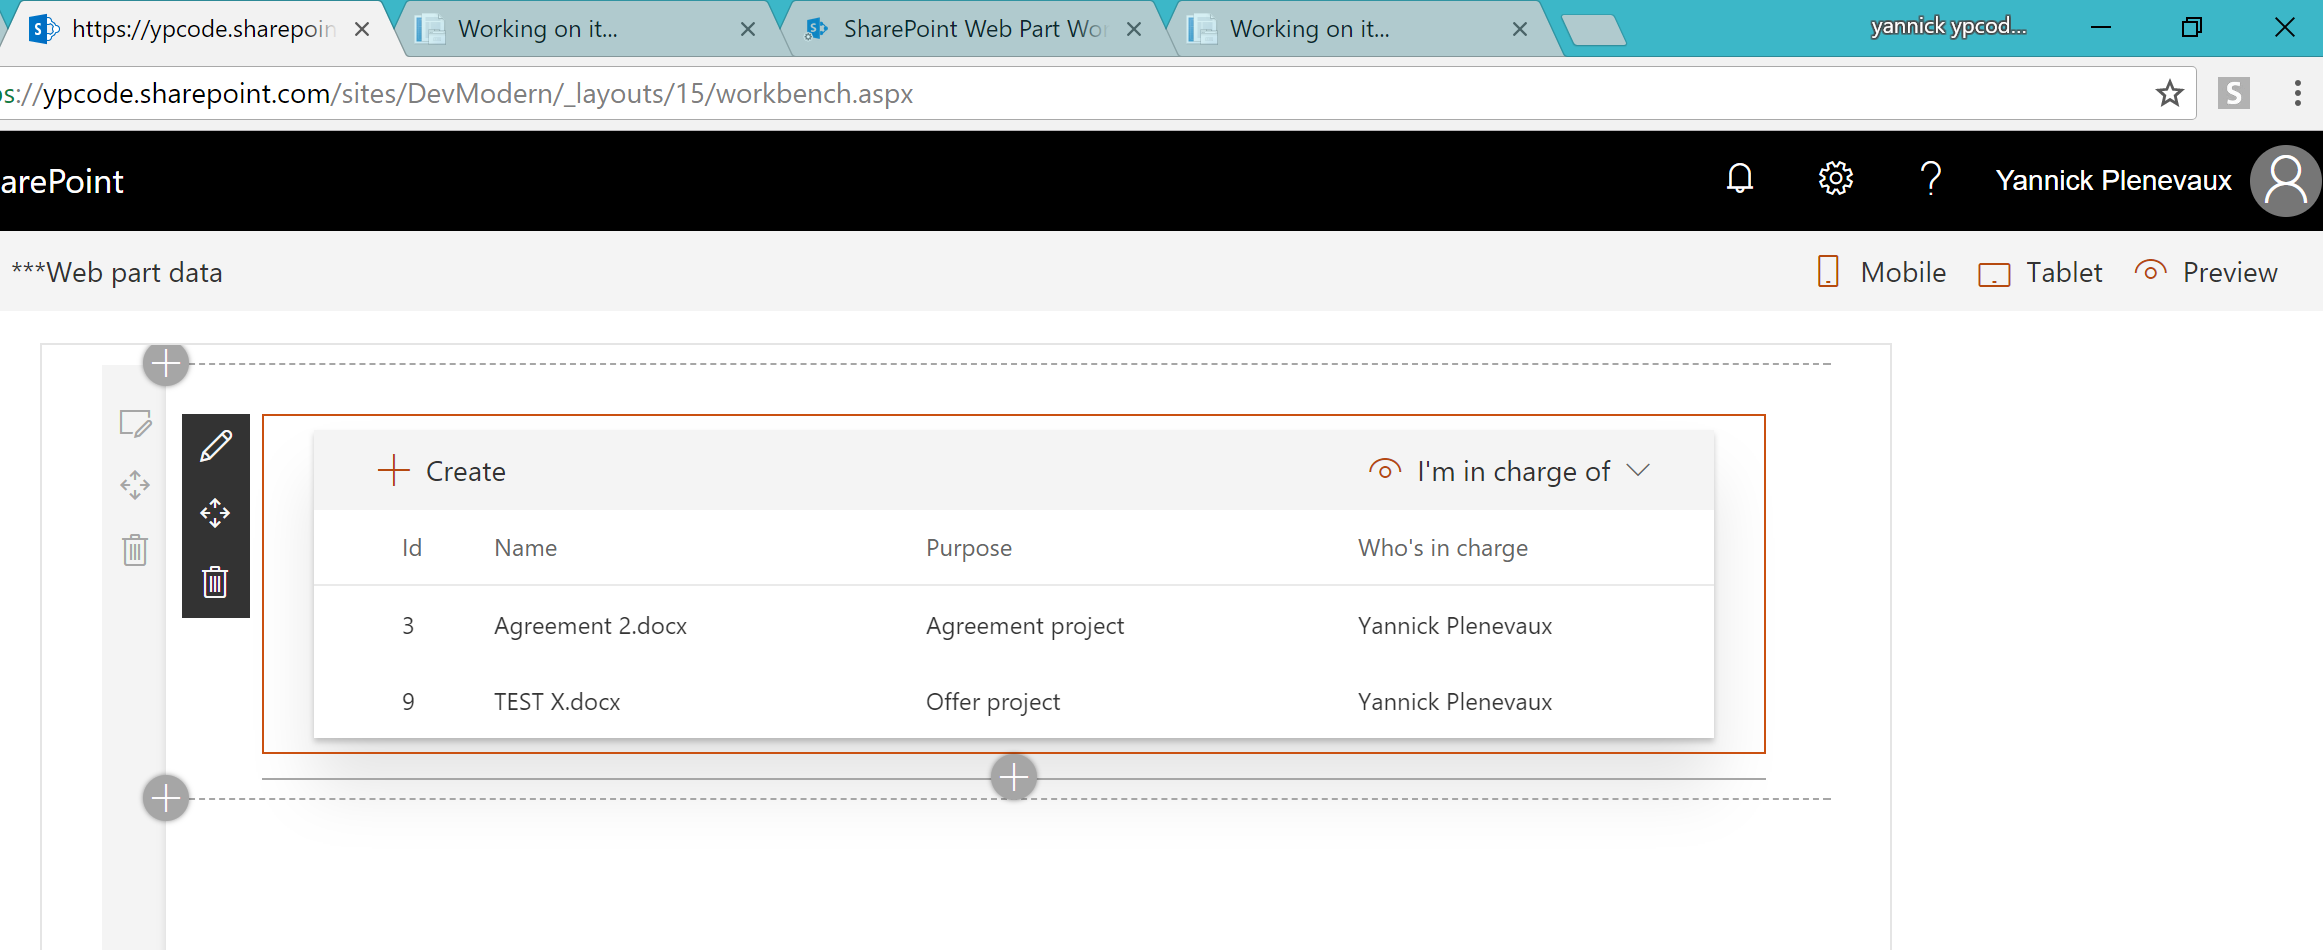 https://ypcode.sharepoin
Working on it...
SharePoint Web Part Wor
Working on it...
yannick ypcod...
s://ypcode.sharepoint.com/sites/DevModern/_layouts/15/workbench.aspx
S
arePoint
Yannick Plenevaux
***Web part data
Mobile
Tablet
Preview
Create
I'm in charge of
Id Name Purpose Who's in charge
3 Agreement 2.docx Agreement project Yannick Plenevaux
9 TEST X.docx Offer project Yannick Plenevaux